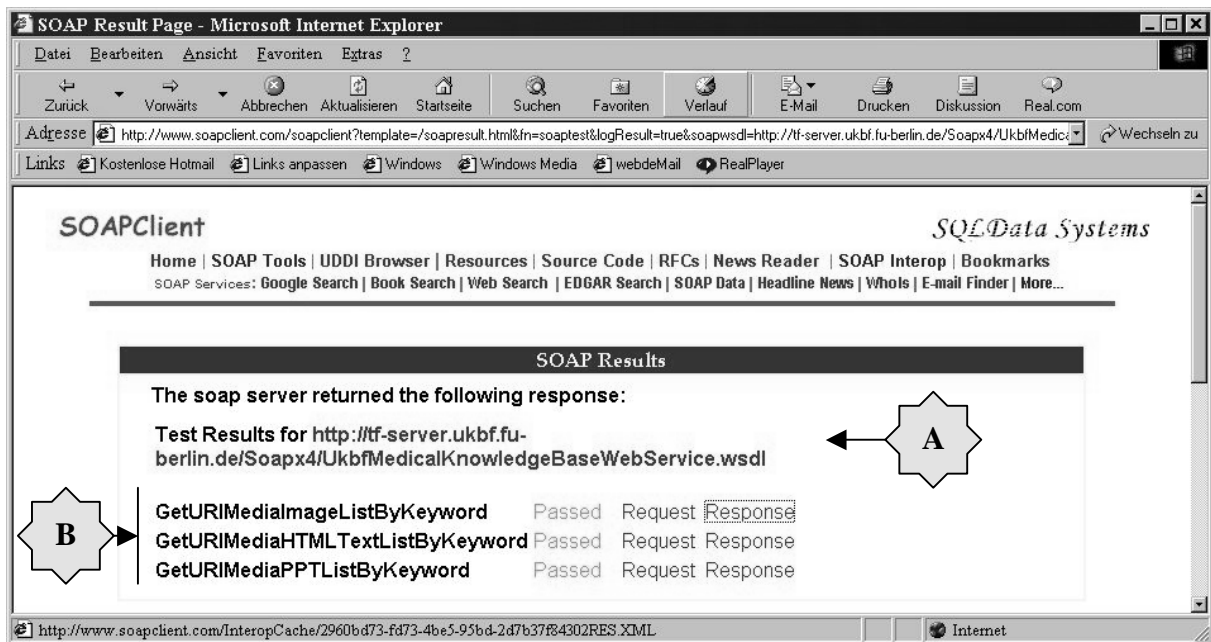 SOAP Result Page - Microsoft Internet Explorer
Datei Bearbeiten Ansicht Favoriten Extras ?
Zurück Vorwärts Abbrechen Aktualisieren Startseite Suchen Favoriten Verlauf E-Mail Drucken Diskussion Real.com
Adresse http://www.soapclient.com/soapclient?template=/soapresult.html&fn=soaptest&logResult=true&soapwsdl=http://tf-server.ukbf.fu-berlin.de/Soapx4/UkbfMedica Wechseln zu
Links Kostenlose Hotmail Links anpassen Windows Windows Media webdeMail RealPlayer
SOAPClient SQLData Systems
Home | SOAP Tools | UDDI Browser | Resources | Source Code | RFCs | News Reader | SOAP Interop | Bookmarks
SOAP Services: Google Search | Book Search | Web Search | EDGAR Search | SOAP Data | Headline News | WhoIs | E-mail Finder | More...
SOAP Results
The soap server returned the following response:
Test Results for http://tf-server.ukbf.fu-
berlin.de/Soapx4/UkbfMedicalKnowledgeBaseWebService.wsdl
A
GetURIMediaImageListByKeyword Passed Request Response
B
GetURIMediaHTMLTextListByKeyword Passed Request Response
GetURIMediaPPTListByKeyword Passed Request Response
http://www.soapclient.com/InteropCache/2960bd73-fd73-4be5-95bd-2d7b37f84302RES.XML Internet